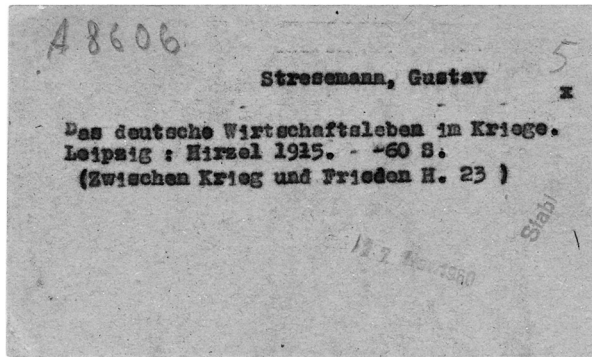 A 8606
5
Stresemann, Gustav
x
Das deutsche Wirtschaftsleben im Kriege.
Leipzig : Hirzel 1915. - -60 S.
(Zwischen Krieg und Frieden H. 23 )
Stabi
1980